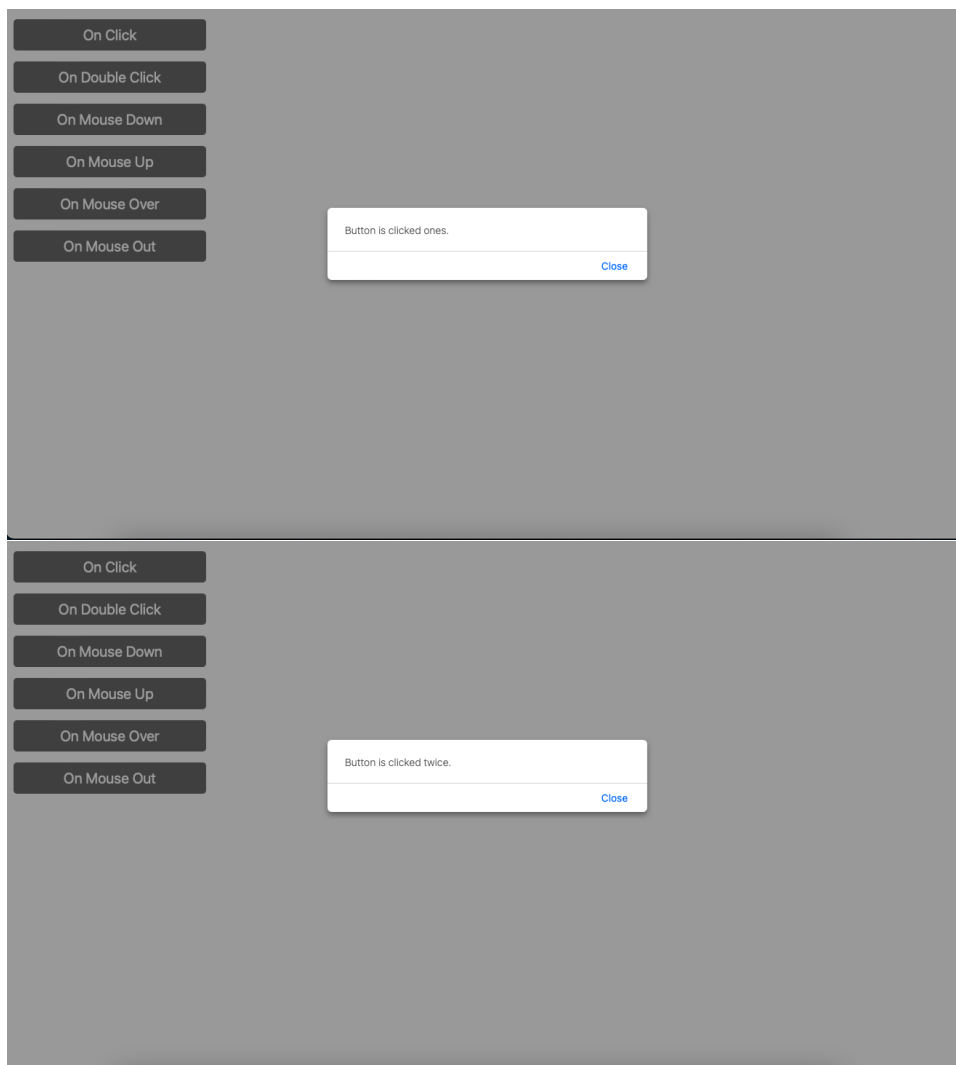 On Click
On Double Click
On Mouse Down
On Mouse Up
On Mouse Over
On Mouse Out
Button is clicked ones.
Close
On Click
On Double Click
On Mouse Down
On Mouse Up
On Mouse Over
On Mouse Out
Button is clicked twice.
Close